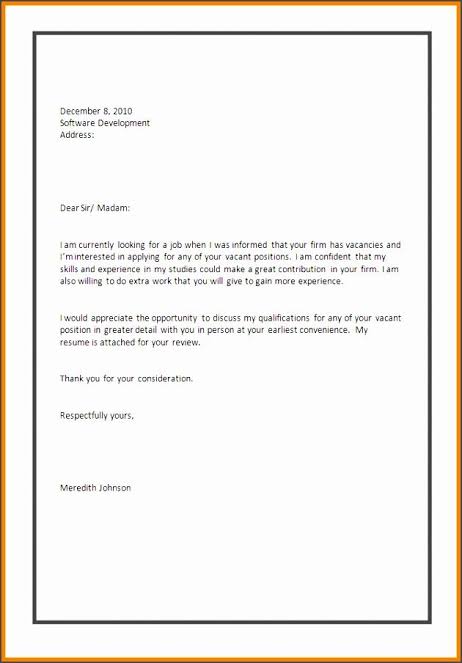 December 8, 2010
Software Development
Address:
Dear Sir/ Madam:
I am currently looking for a job when I was informed that your firm has vacancies and
I'm interested in applying for any of your vacant positions. I am confident that my
skills and experience in my studies could make a great contribution in your firm. I am
also willing to do extra work that you will give to gain more experience.
I would appreciate the opportunity to discuss my qualifications for any of your vacant
position in greater detail with you in person at your earliest convenience. My
resume is attached for your review.
Thank you for your consideration.
Respectfully yours,
Meredith Johnson